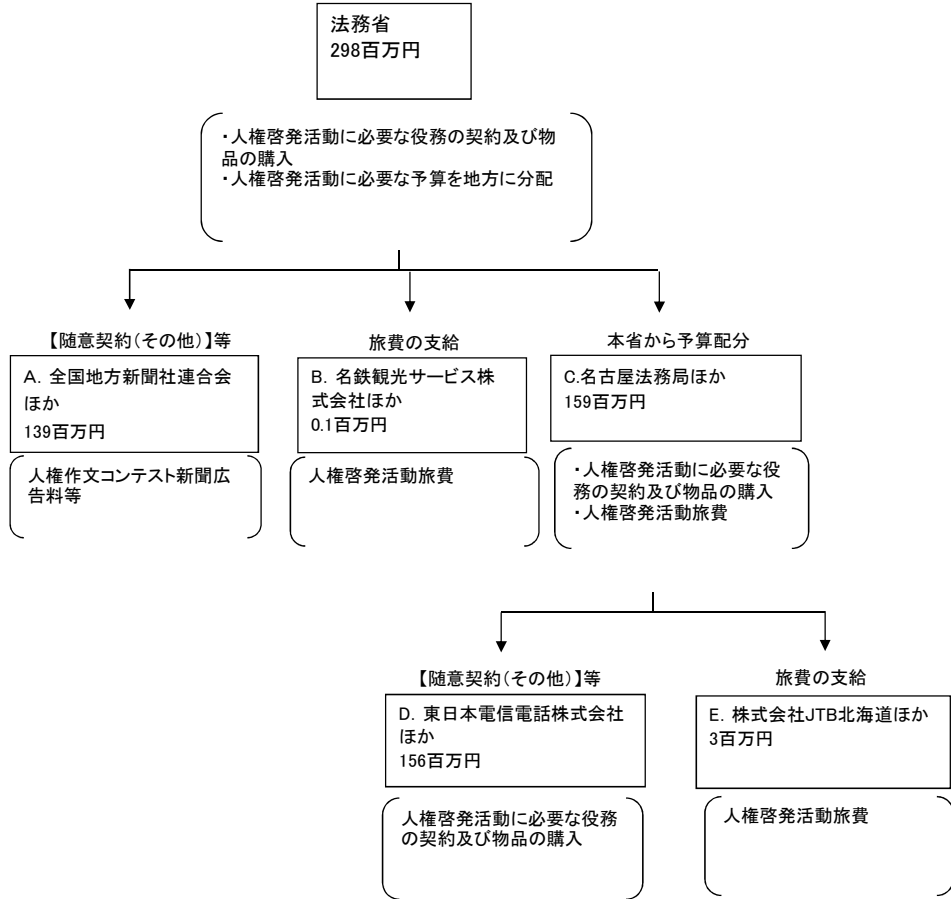 法務省
298百万円
・人権啓発活動に必要な役務の契約及び物
品の購入
・人権啓発活動に必要な予算を地方に分配
【随意契約(その他)】等
A. 全国地方新聞社連合会
ほか
139百万円
人権作文コンテスト新聞広
告料等
旅費の支給
B. 名鉄観光サービス株
式会社ほか
0.1百万円
人権啓発活動旅費
本省から予算配分
C.名古屋法務局ほか
159百万円
・人権啓発活動に必要な役
務の契約及び物品の購入
・人権啓発活動旅費
【随意契約(その他)】等
D. 東日本電信電話株式会社
ほか
156百万円
人権啓発活動に必要な役務
の契約及び物品の購入
旅費の支給
E. 株式会社JTB北海道ほか
3百万円
人権啓発活動旅費